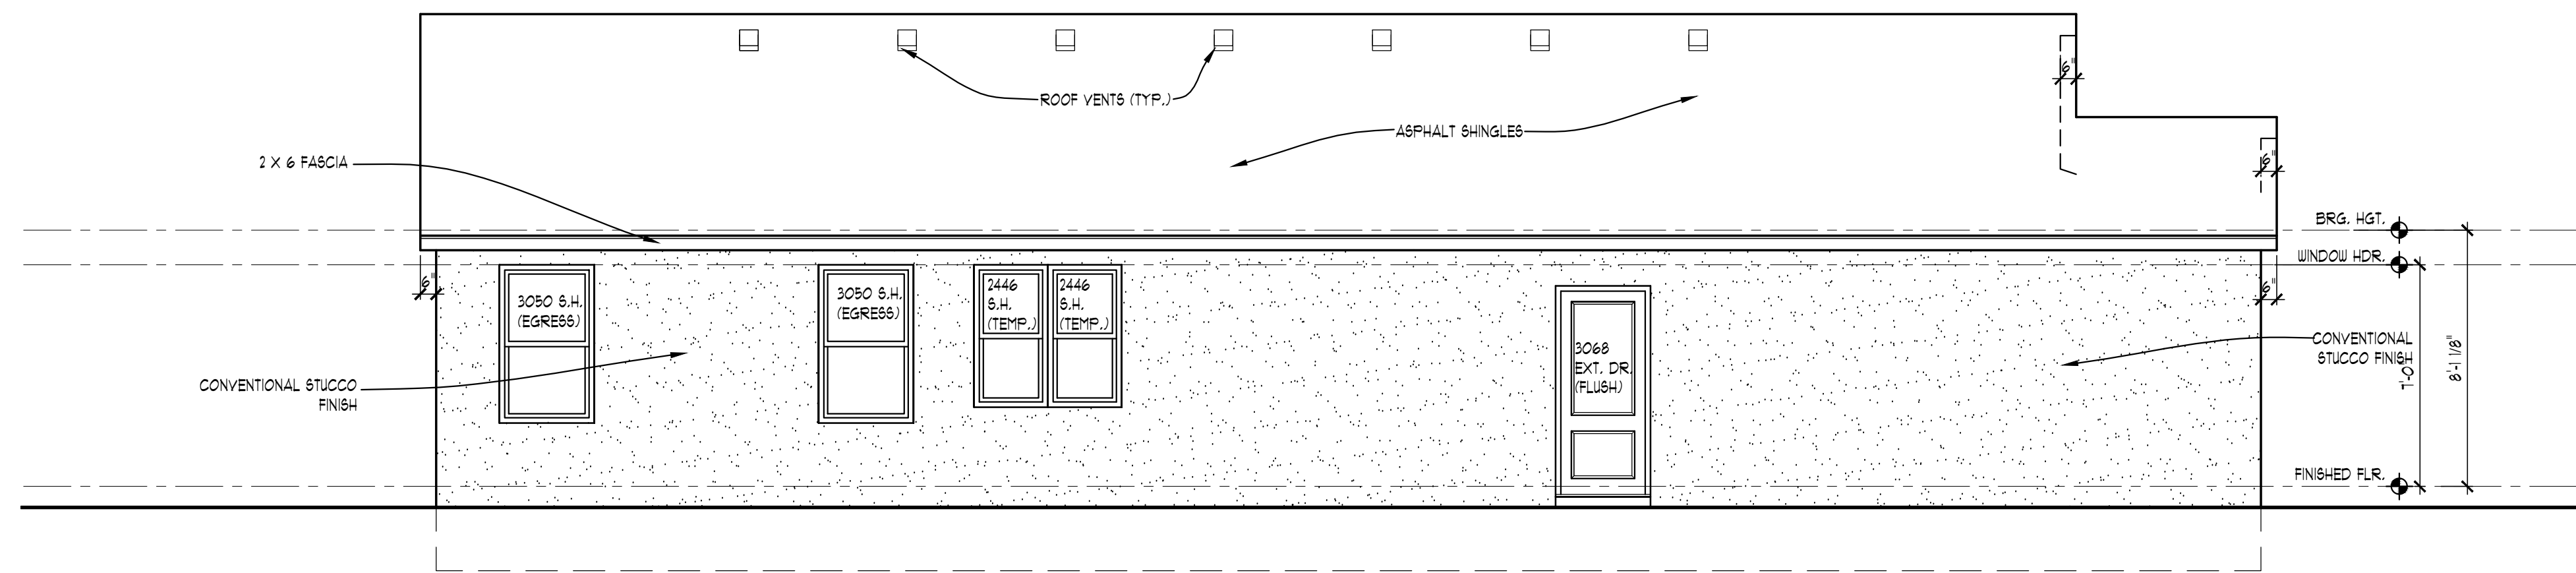 6"
ROOF VENTS (TYP.)
ASPHALT SHINGLES
2 X 6 FASCIA
6"
BRG. HGT.
WINDOW HDR.
6"
3050 S.H.
(EGRESS)
3050 S.H.
(EGRESS)
2446
S.H.
(TEMP.)
2446
S.H.
(TEMP.)
6"
3068
EXT. DR.
(FLUSH)
CONVENTIONAL
STUCCO FINISH
CONVENTIONAL STUCCO
FINISH
8'-1 1/8"
FINISHED FLR.